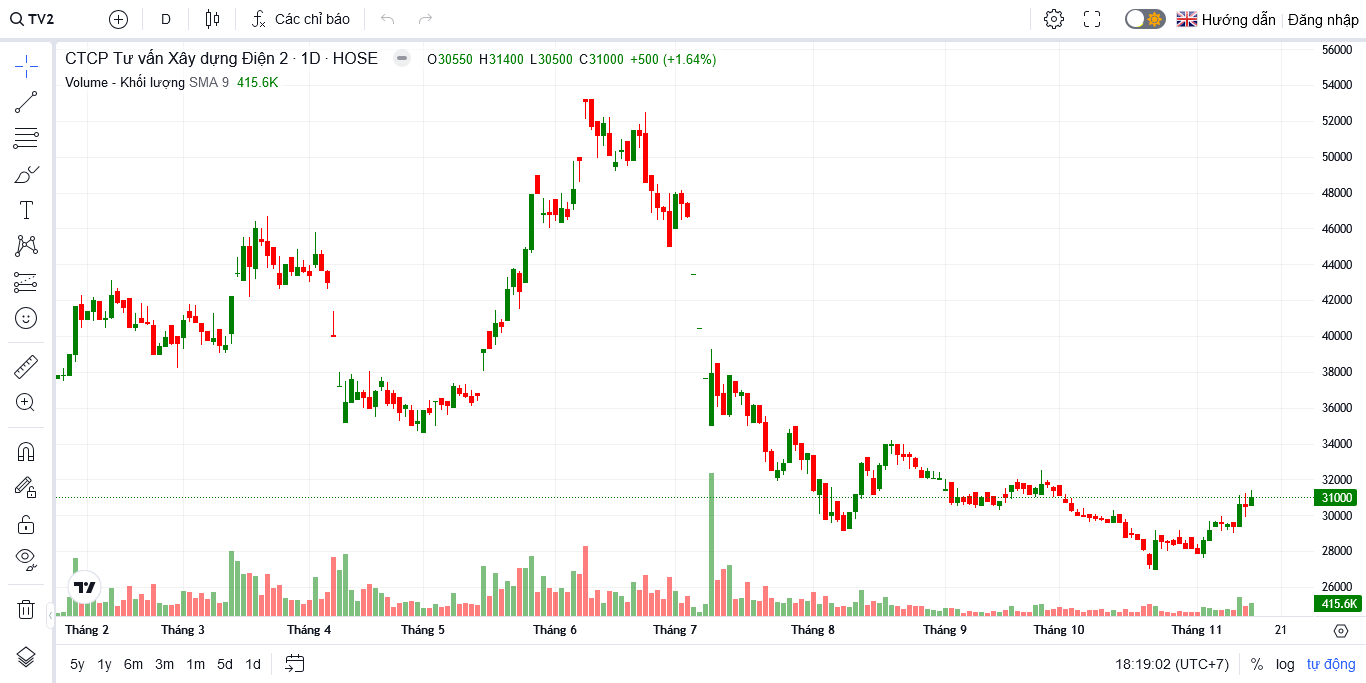 TV2 D Các chỉ báo Hướng dẫn Đăng nhập
CTCP Tư vấn Xây dựng Điện 2 · 1D · HOSE O30550 H31400 L30500 C31000 +500 (+1.64%)
Volume - Khối lượng SMA 9 415.6K
56000
54000
52000
50000
48000
46000
44000
42000
40000
38000
36000
34000
32000
31000
30000
28000
26000
415.6K
Tháng 2 Tháng 3 Tháng 4 Tháng 5 Tháng 6 Tháng 7 Tháng 8 Tháng 9 Tháng 10 Tháng 11 21
5y 1y 6m 3m 1m 5d 1d 18:19:02 (UTC+7) % log tự động